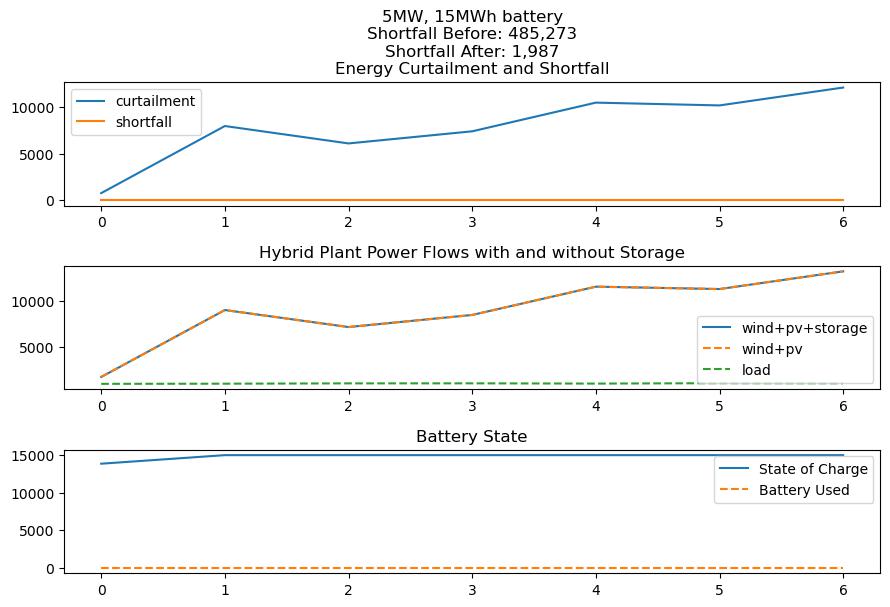 5MW, 15MWh battery
Shortfall Before: 485,273
Shortfall After: 1,987
Energy Curtailment and Shortfall
10000
5000
0
curtailment
shortfall
0 1 2 3 4 5 6
Hybrid Plant Power Flows with and without Storage
10000
5000
wind+pv+storage
wind+pv
load
0 1 2 3 4 5 6
Battery State
15000
10000
5000
0
State of Charge
Battery Used
0 1 2 3 4 5 6